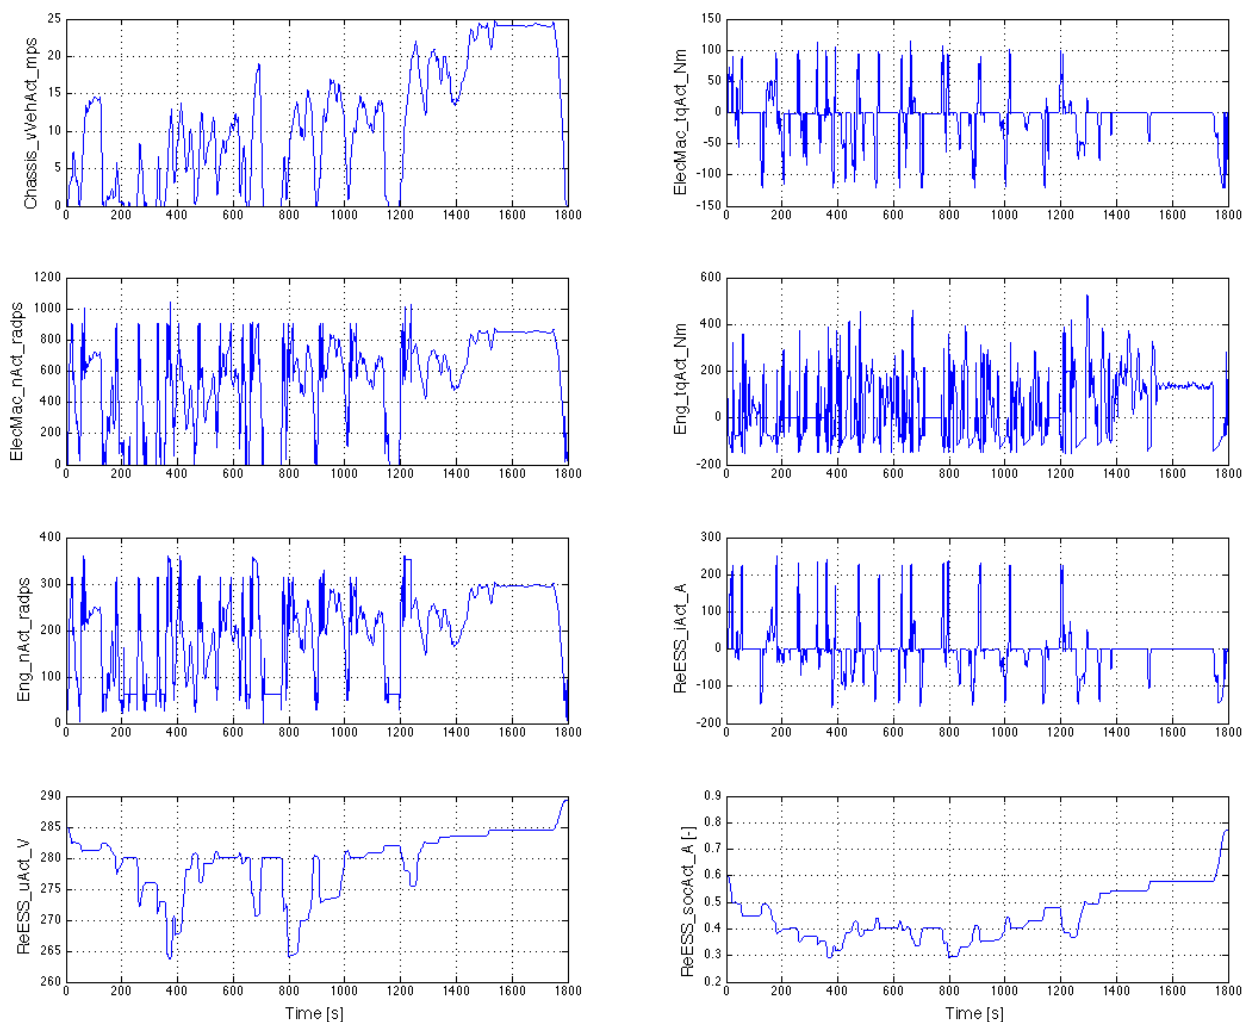 Chassis_vVehAct_mps
25
20
15
10
5
0
0 200 400 600 800 1000 1200 1400 1600 1800
ElecMac_tqAct_Nm
150
100
50
0
-50
-100
-150
0 200 400 600 800 1000 1200 1400 1600 1800
ElecMac_nAct_radps
1200
1000
800
600
400
200
0
0 200 400 600 800 1000 1200 1400 1600 1800
Eng_tqAct_Nm
600
400
200
0
-200
0 200 400 600 800 1000 1200 1400 1600 1800
Eng_nAct_radps
400
300
200
100
0
0 200 400 600 800 1000 1200 1400 1600 1800
ReESS_iAct_A
300
200
100
0
-100
-200
0 200 400 600 800 1000 1200 1400 1600 1800
ReESS_uAct_V
290
285
280
275
270
265
260
0 200 400 600 800 1000 1200 1400 1600 1800
Time [s]
ReESS_socAct_A [-]
0.9
0.8
0.7
0.6
0.5
0.4
0.3
0.2
0 200 400 600 800 1000 1200 1400 1600 1800
Time [s]